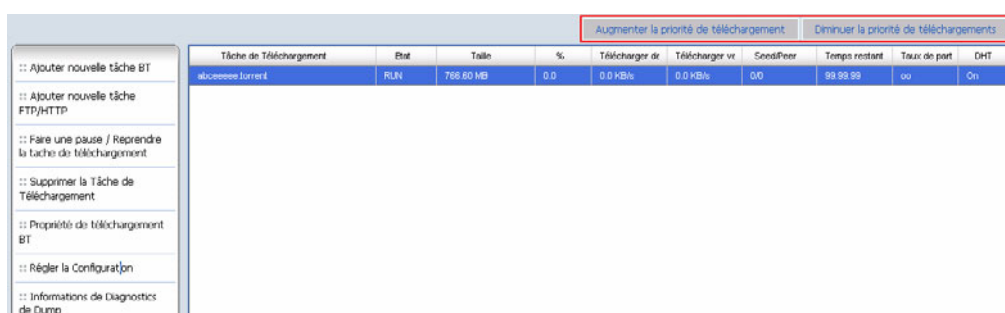 Augmenter la priorité de téléchargement Diminuer la priorité de téléchargements
Tâche de Téléchargement Etat Taille % Télécharger de Télécharger ve Seed/Peer Temps restant Taux de part DHT
abceeeee.torrent RUN 766.60 MB 0.0 0.0 KB/s 0.0 KB/s 0/0 99:99:99 oo On
:: Ajouter nouvelle tâche BT
:: Ajouter nouvelle tâche
FTP/HTTP
:: Faire une pause / Reprendre
la tache de téléchargement
:: Supprimer la Tâche de
Téléchargement
:: Propriété de téléchargement
BT
:: Régler la Configuration
:: Informations de Diagnostics
de Dump